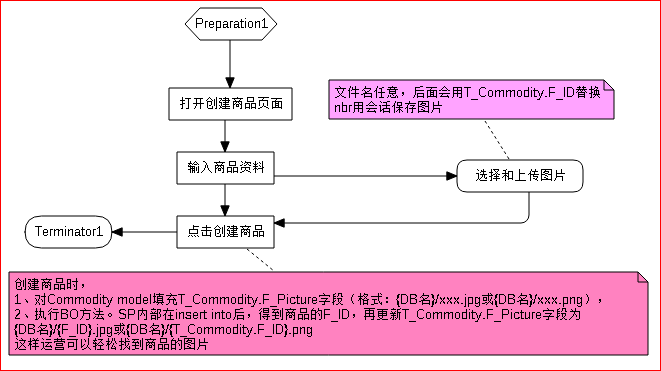 Preparation1
打开创建商品页面
文件名任意，后面会用T_Commodity.F_ID替换
nbr用会话保存图片
输入商品资料
选择和上传图片
Terminator1
点击创建商品
创建商品时，
1、对Commodity model填充T_Commodity.F_Picture字段（格式：{DB名}/xxx.jpg或{DB名}/xxx.png），
2、执行BO方法。SP内部在insert into后，得到商品的F_ID，再更新T_Commodity.F_Picture字段为
{DB名}/{F_ID}.jpg或{DB名}/{T_Commodity.F_ID}.png
这样运营可以轻松找到商品的图片